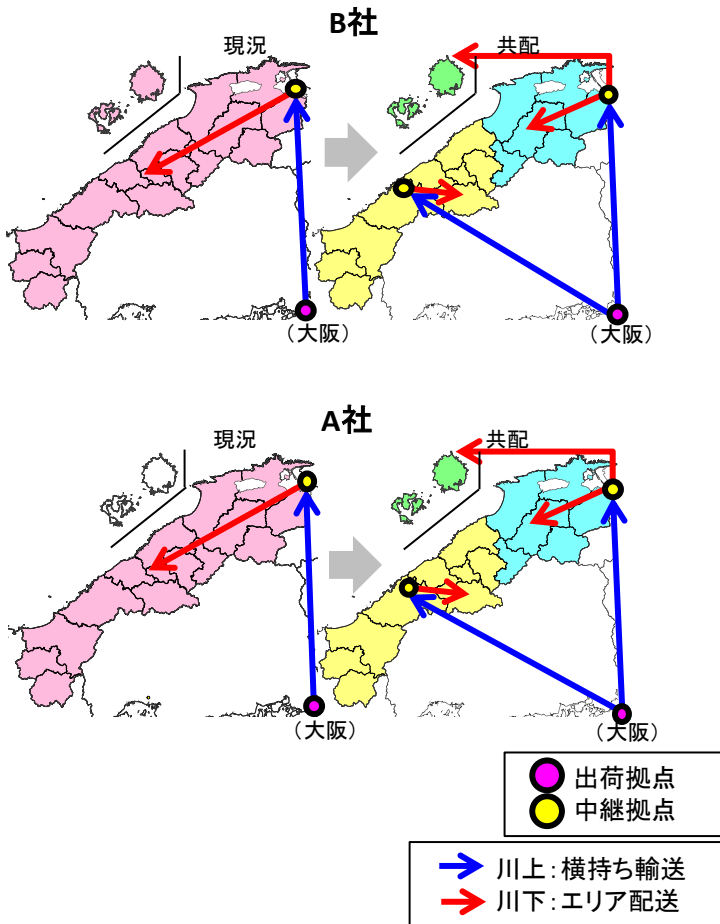 B社
現況
共配
(大阪)
(大阪)
A社
現況
共配
(大阪)
(大阪)
出荷拠点
中継拠点
川上:横持ち輸送
川下:エリア配送